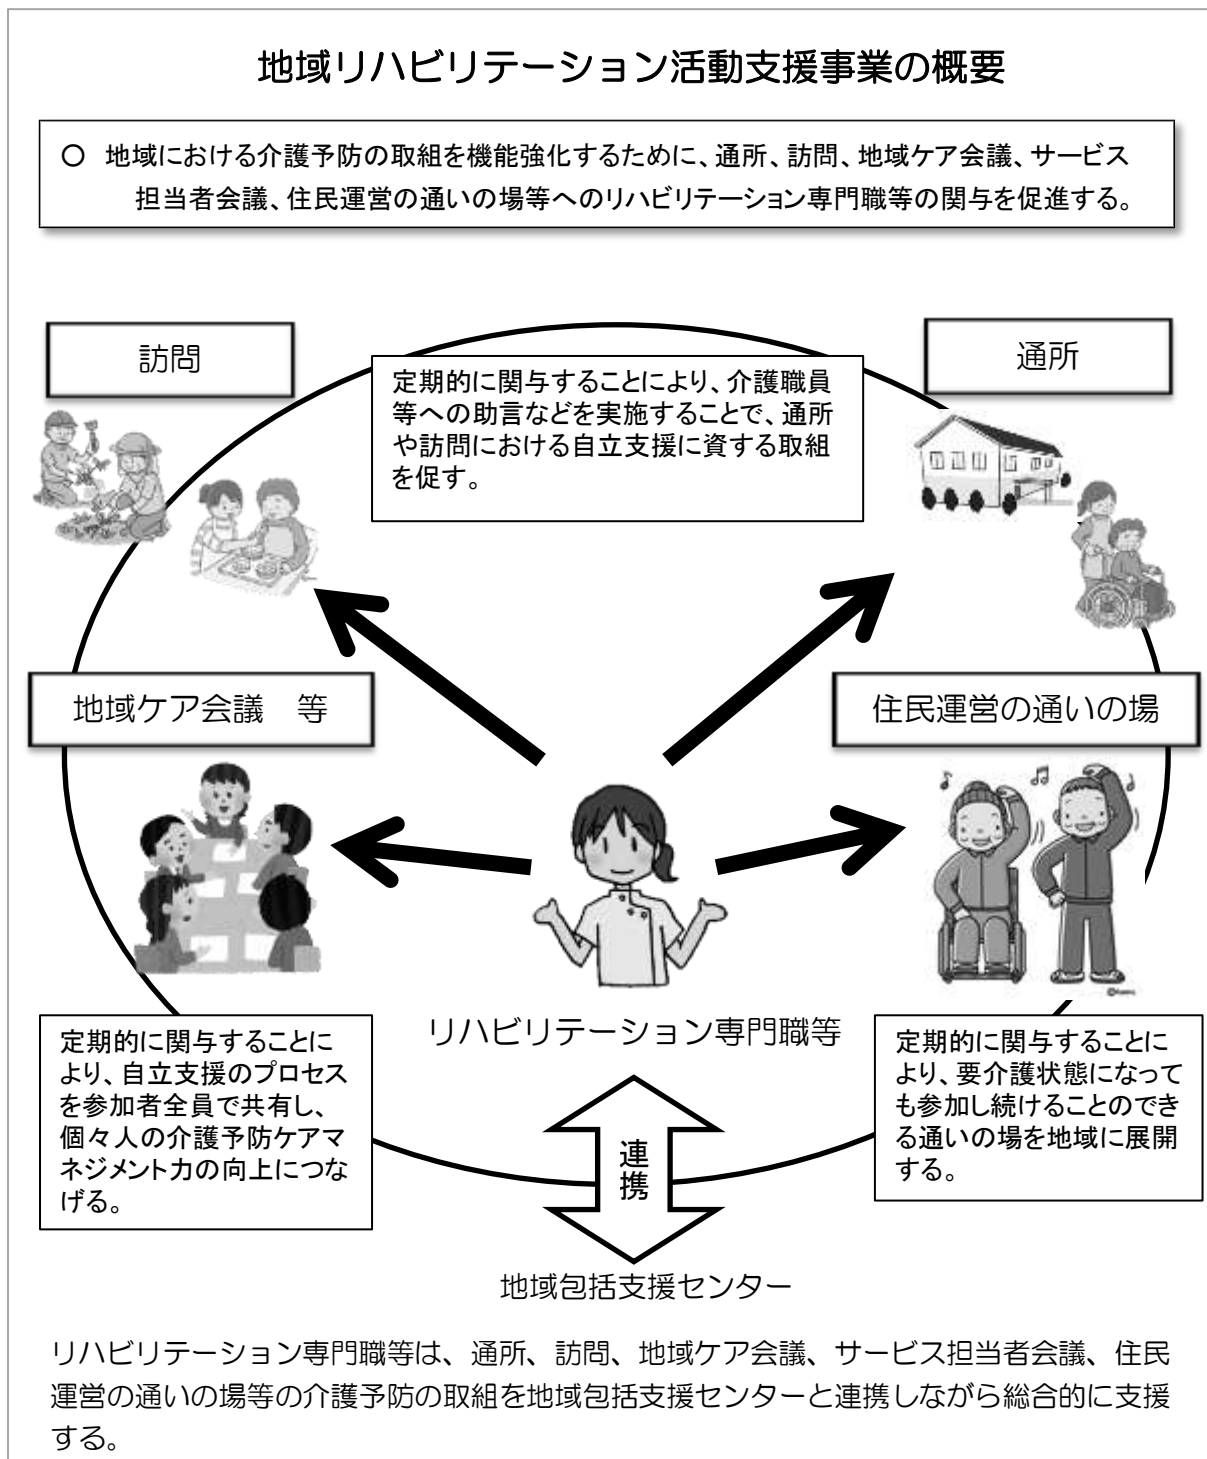 地域リハビリテーション活動支援事業の概要
○ 地域における介護予防の取組を機能強化するために、通所、訪問、地域ケア会議、サービス
担当者会議、住民運営の通いの場等へのリハビリテーション専門職等の関与を促進する。
訪問
通所
定期的に関与することにより、介護職員
等への助言などを実施することで、通所
や訪問における自立支援に資する取組
を促す。
地域ケア会議　等
住民運営の通いの場
リハビリテーション専門職等
定期的に関与することに
より、自立支援のプロセス
を参加者全員で共有し、
個々人の介護予防ケアマ
ネジメント力の向上につな
げる。
定期的に関与することに
より、要介護状態になって
も参加し続けることのでき
る通いの場を地域に展開
する。
連携
地域包括支援センター
リハビリテーション専門職等は、通所、訪問、地域ケア会議、サービス担当者会議、住民
運営の通いの場等の介護予防の取組を地域包括支援センターと連携しながら総合的に支援
する。